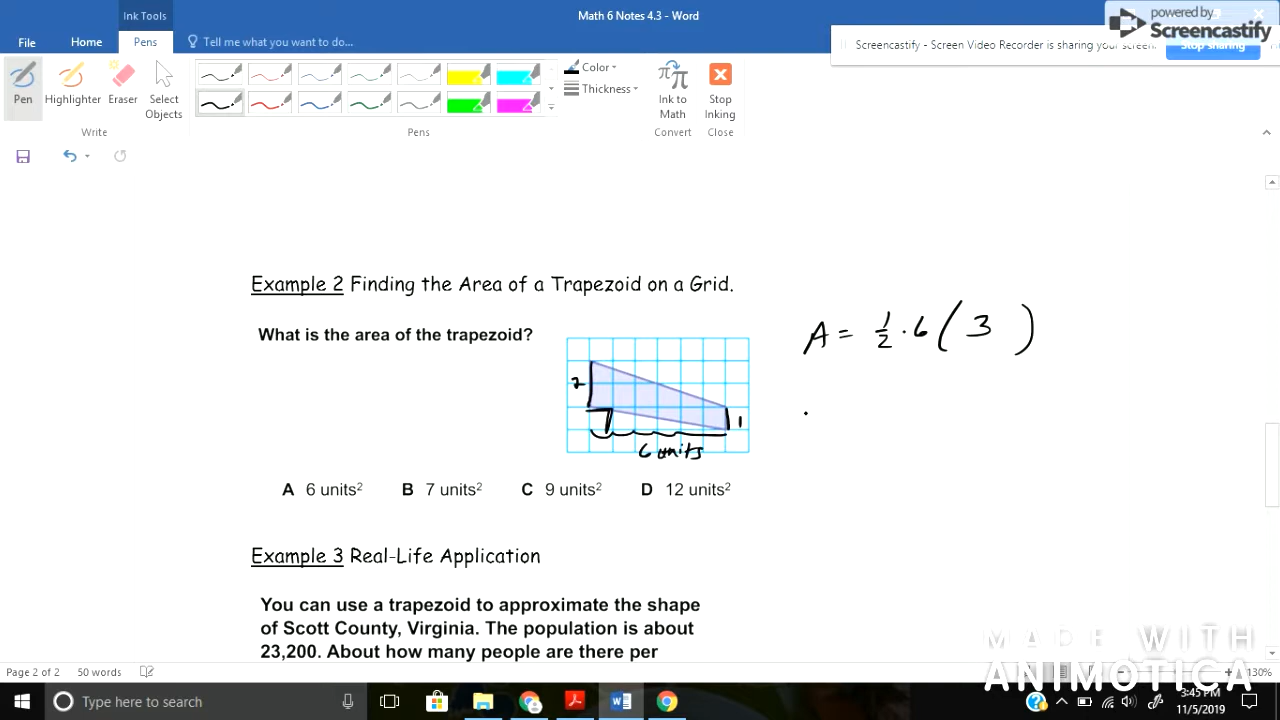 Ink Tools
Math 6 Notes 4.3 - Word
powered by
Screencastify
File Home Pens Tell me what you want to do...
Screencastify - Screen Video Recorder is sharing your screen.
Stop sharing
Pen Highlighter Eraser Select Objects
Color
Thickness
Ink to Math
Stop Inking
Write Pens Convert Close
Example 2 Finding the Area of a Trapezoid on a Grid.
What is the area of the trapezoid?
A = 1/2 · 6 ( 3 )
2
1
6 units
A 6 units² B 7 units² C 9 units² D 12 units²
Example 3 Real-Life Application
You can use a trapezoid to approximate the shape
of Scott County, Virginia. The population is about
23,200. About how many people are there per
MADE WITH
ANIMOTICA
Page 2 of 2 50 words
130%
Type here to search
3:45 PM
11/5/2019